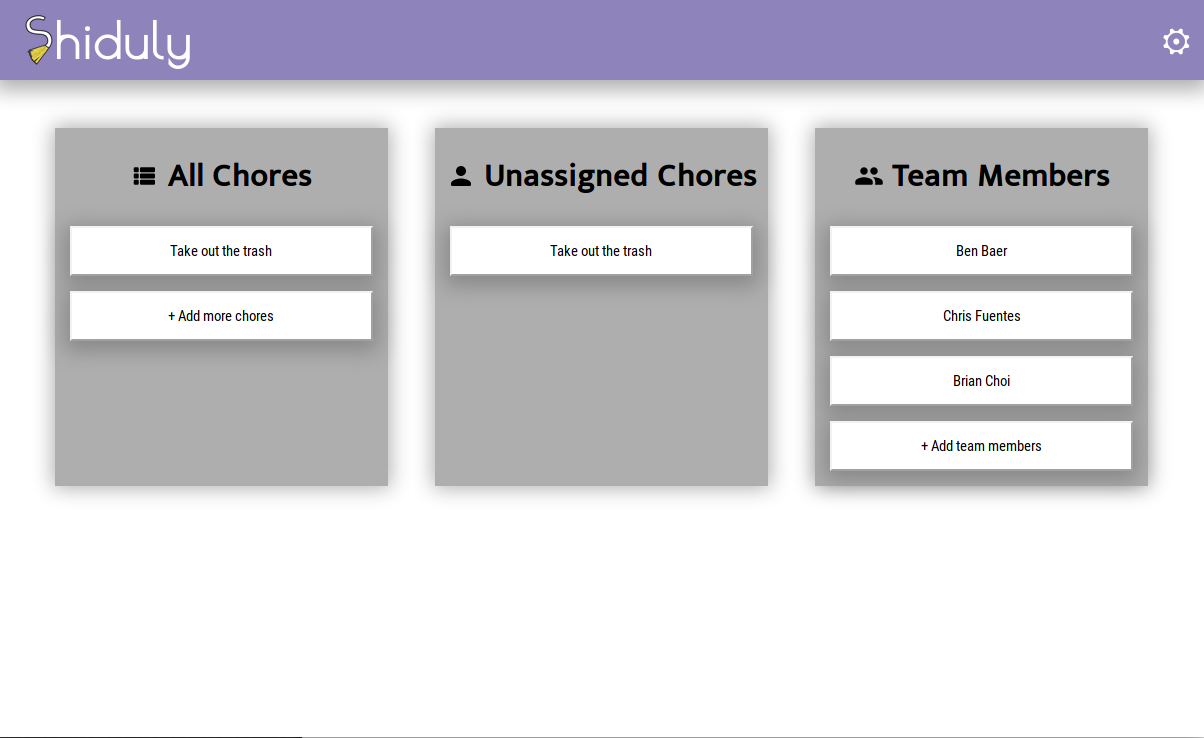 Shiduly
All Chores
Take out the trash
+ Add more chores
Unassigned Chores
Take out the trash
Team Members
Ben Baer
Chris Fuentes
Brian Choi
+ Add team members